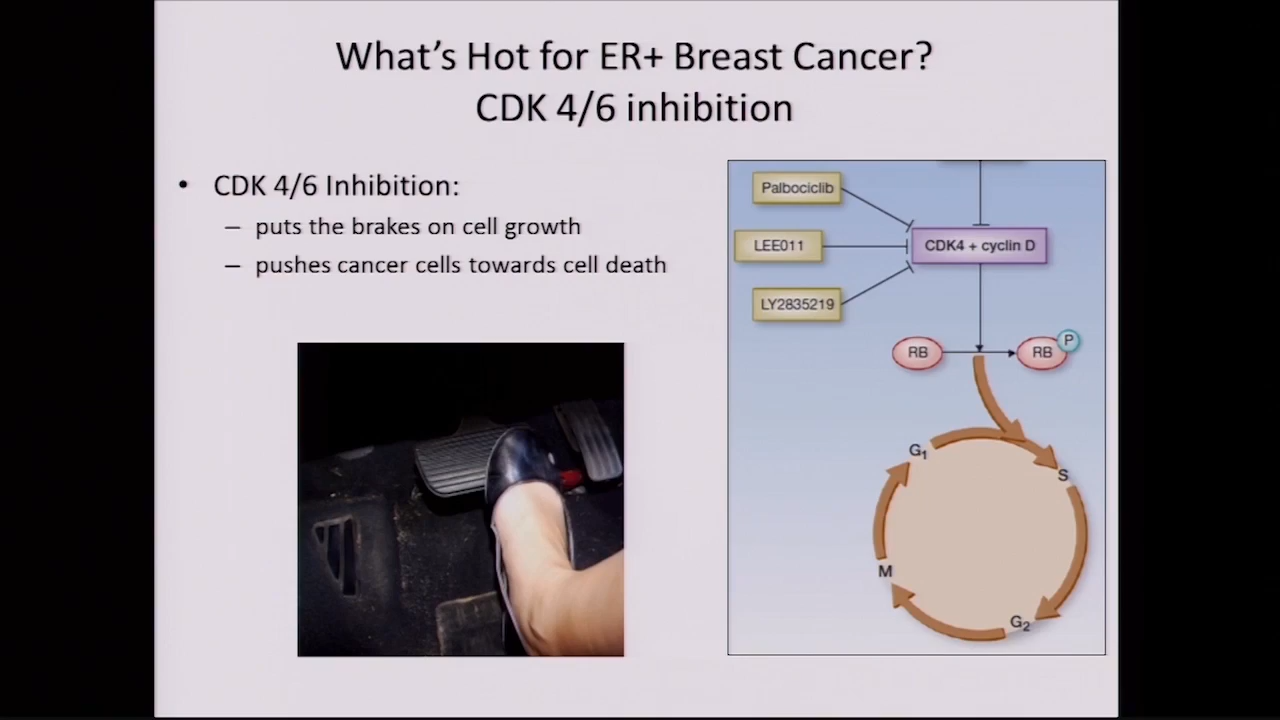 What's Hot for ER+ Breast Cancer?
CDK 4/6 inhibition
• CDK 4/6 Inhibition:
– puts the brakes on cell growth
– pushes cancer cells towards cell death
Palbociclib
LEE011
CDK4 + cyclin D
LY2835219
RB
RB
P
G₁
S
M
G₂